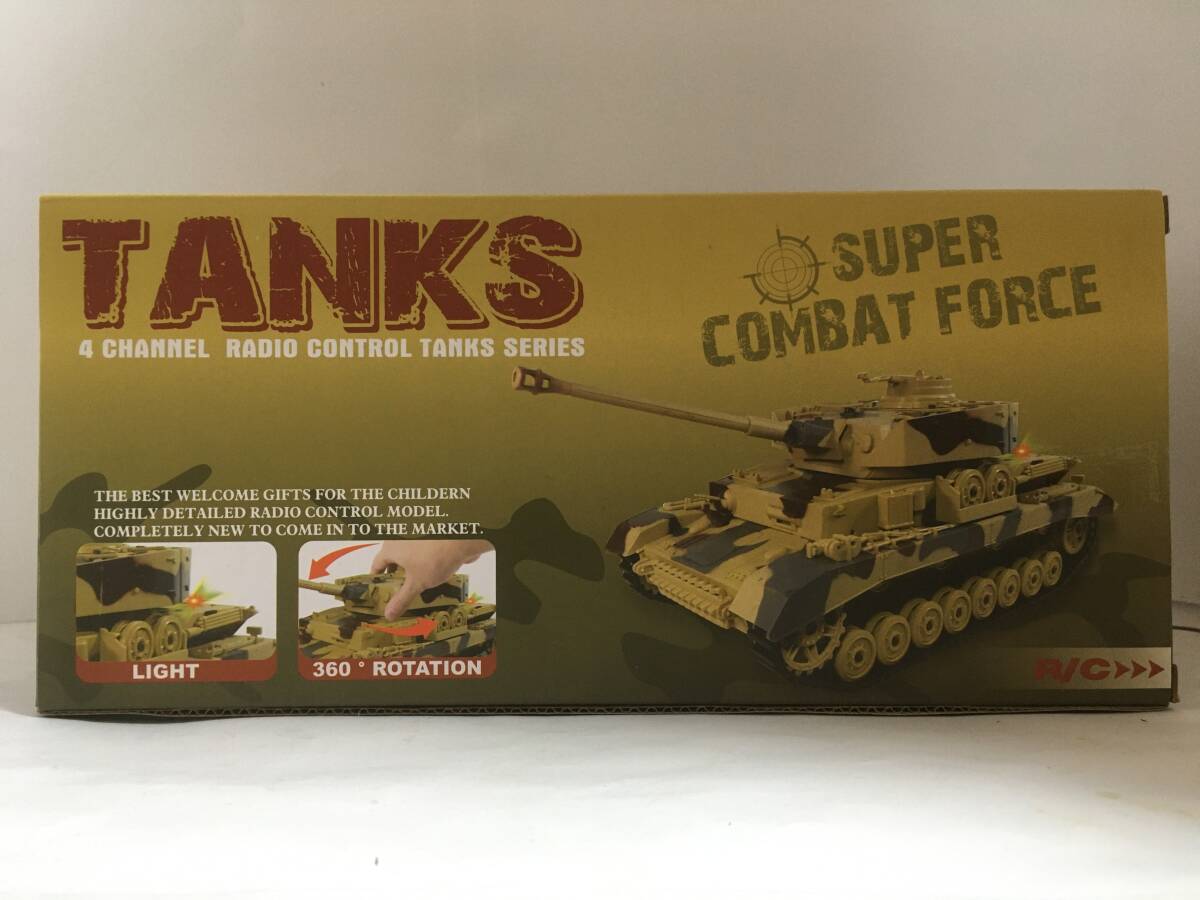 TANKS
4 CHANNEL RADIO CONTROL TANKS SERIES
SUPER
COMBAT FORCE
THE BEST WELCOME GIFTS FOR THE CHILDERN
HIGHLY DETAILED RADIO CONTROL MODEL.
COMPLETELY NEW TO COME IN TO THE MARKET.
LIGHT
360 ° ROTATION
R/C